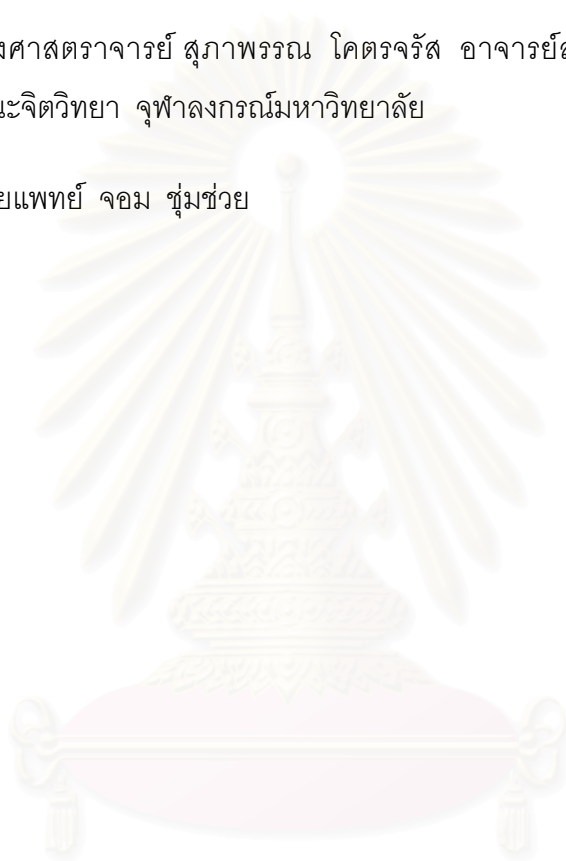 งศาสตราจารย์ สุภาพรรณ โคตรจรัส อาจารย์
นะจิตวิทยา จุฬาลงกรณ์มหาวิทยาลัย
ยแพทย์ จอม ชุ่มช่วย